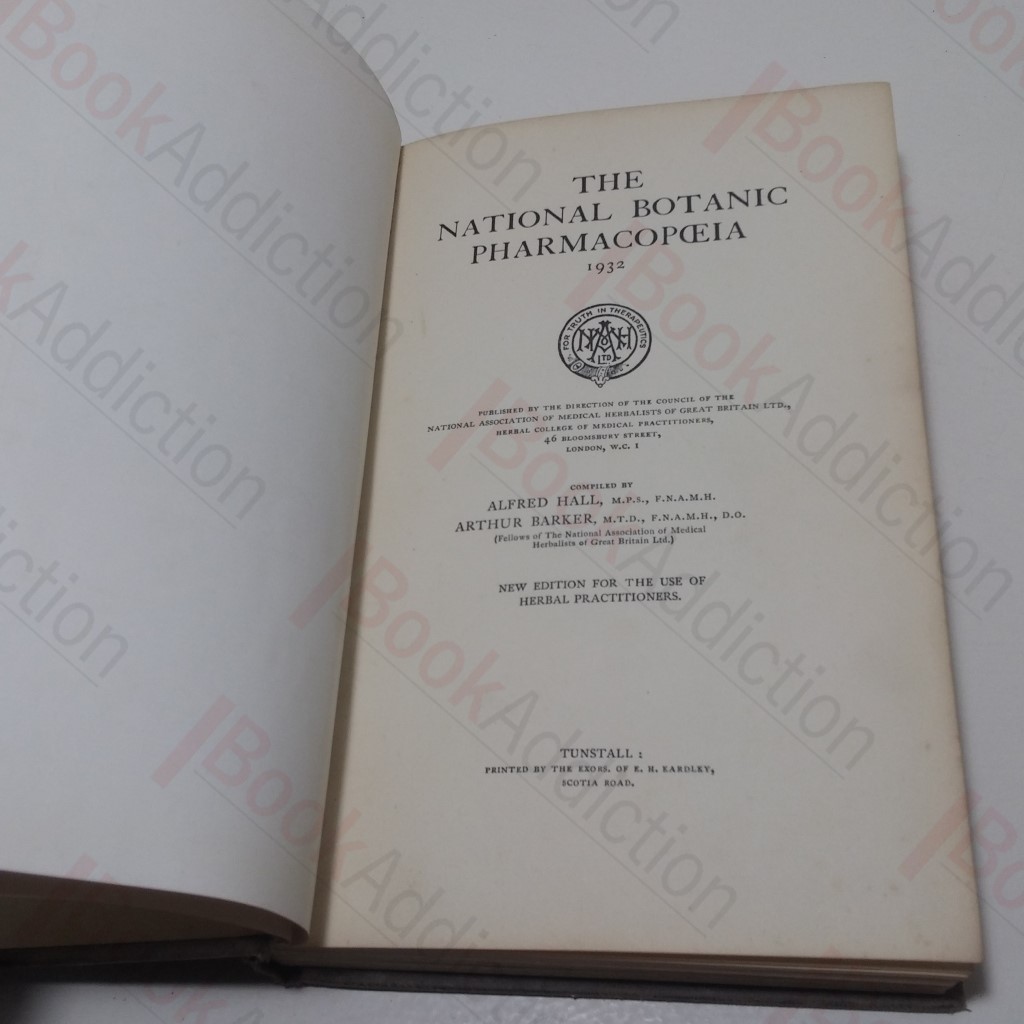 THE
NATIONAL BOTANIC
PHARMACOPŒIA
1932
FOR TRUTH IN THERAPEUTICS
NAMH
LTD
PUBLISHED BY THE DIRECTION OF THE COUNCIL OF THE
NATIONAL ASSOCIATION OF MEDICAL HERBALISTS OF GREAT BRITAIN LTD.,
HERBAL COLLEGE OF MEDICAL PRACTITIONERS,
46 BLOOMSBURY STREET,
LONDON, W.C. 1
COMPILED BY
ALFRED HALL, M.P.S., F.N.A.M.H.
ARTHUR BARKER, M.T.D., F.N.A.M.H., D.O.
(Fellows of The National Association of Medical
Herbalists of Great Britain Ltd.)
NEW EDITION FOR THE USE OF
HERBAL PRACTITIONERS.
TUNSTALL :
PRINTED BY THE EXORS. OF E. H. EARDLEY,
SCOTIA ROAD.
BookAddiction